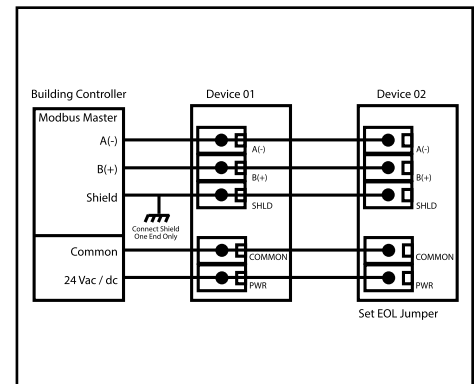 Building Controller
Device 01
Device 02
Modbus Master
A(-)
B(+)
Shield
Connect Shield
One End Only
Common
24 Vac / dc
A(-)
B(+)
SHLD
COMMON
PWR
A(-)
B(+)
SHLD
COMMON
PWR
Set EOL Jumper